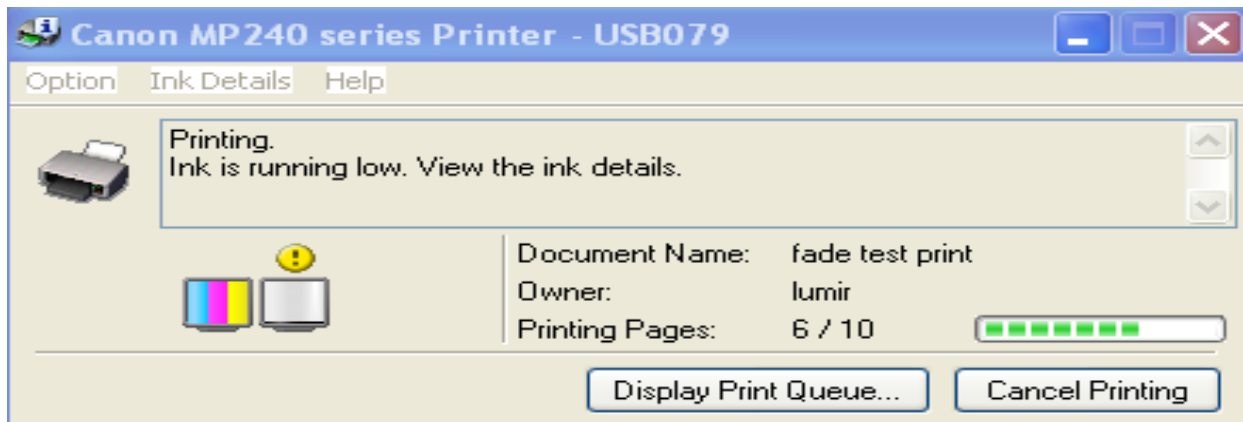 Canon MP240 series Printer - USB079
Option Ink Details Help
Printing.
Ink is running low. View the ink details.
Document Name: fade test print
Owner: lumir
Printing Pages: 6 / 10
Display Print Queue... Cancel Printing